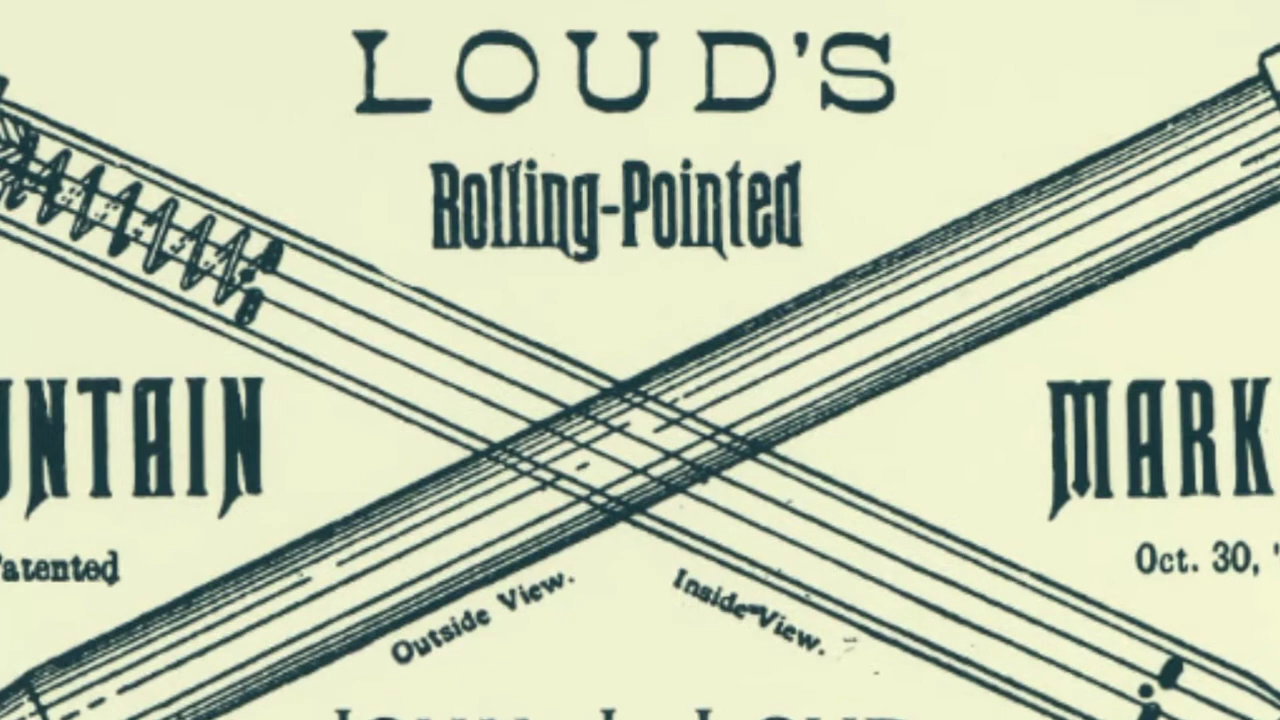 LOUD'S
Rolling-Pointed
UNTAIN MARK
atented Oct. 30, '
Outside View. Inside View.